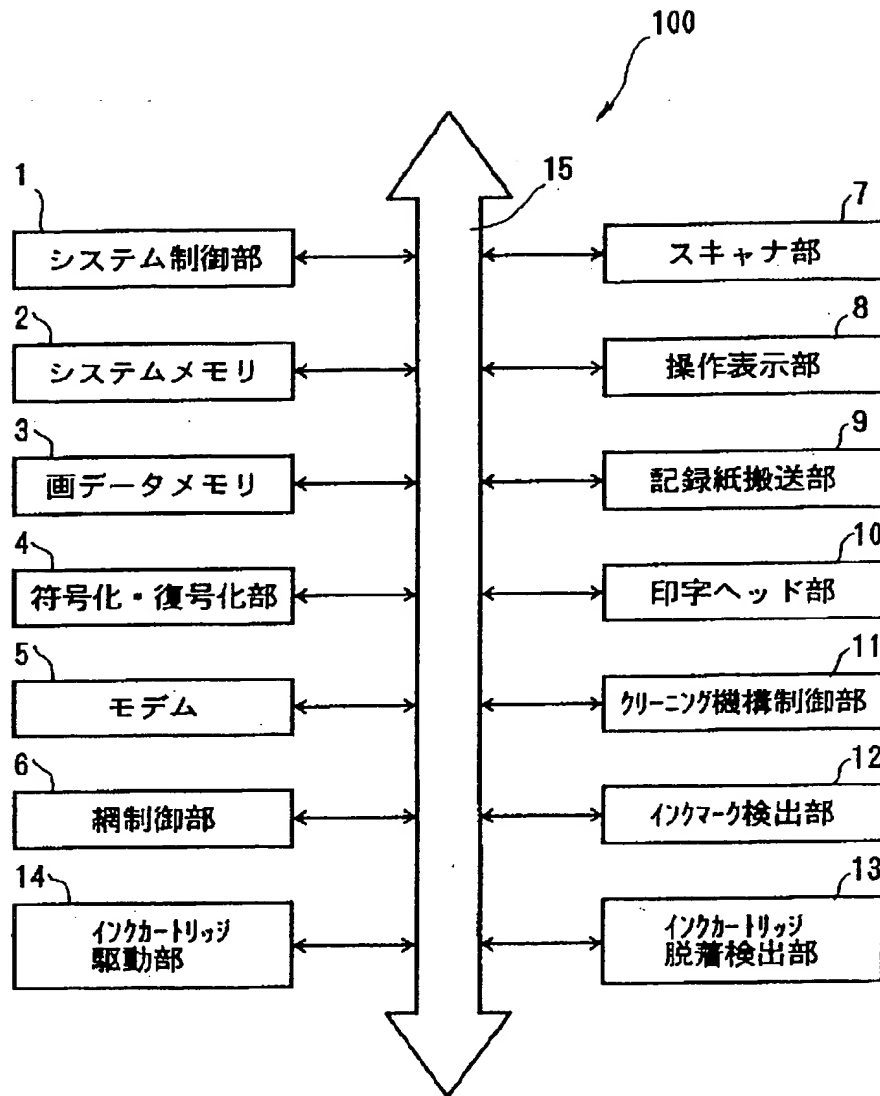 100
15
1
システム制御部
2
システムメモリ
3
画データメモリ
4
符号化・復号化部
5
モデム
6
網制御部
14
インクカートリッジ
駆動部
7
スキャナ部
8
操作表示部
9
記録紙搬送部
10
印字ヘッド部
11
クリーニング機構制御部
12
インクマーク検出部
13
インクカートリッジ
脱着検出部